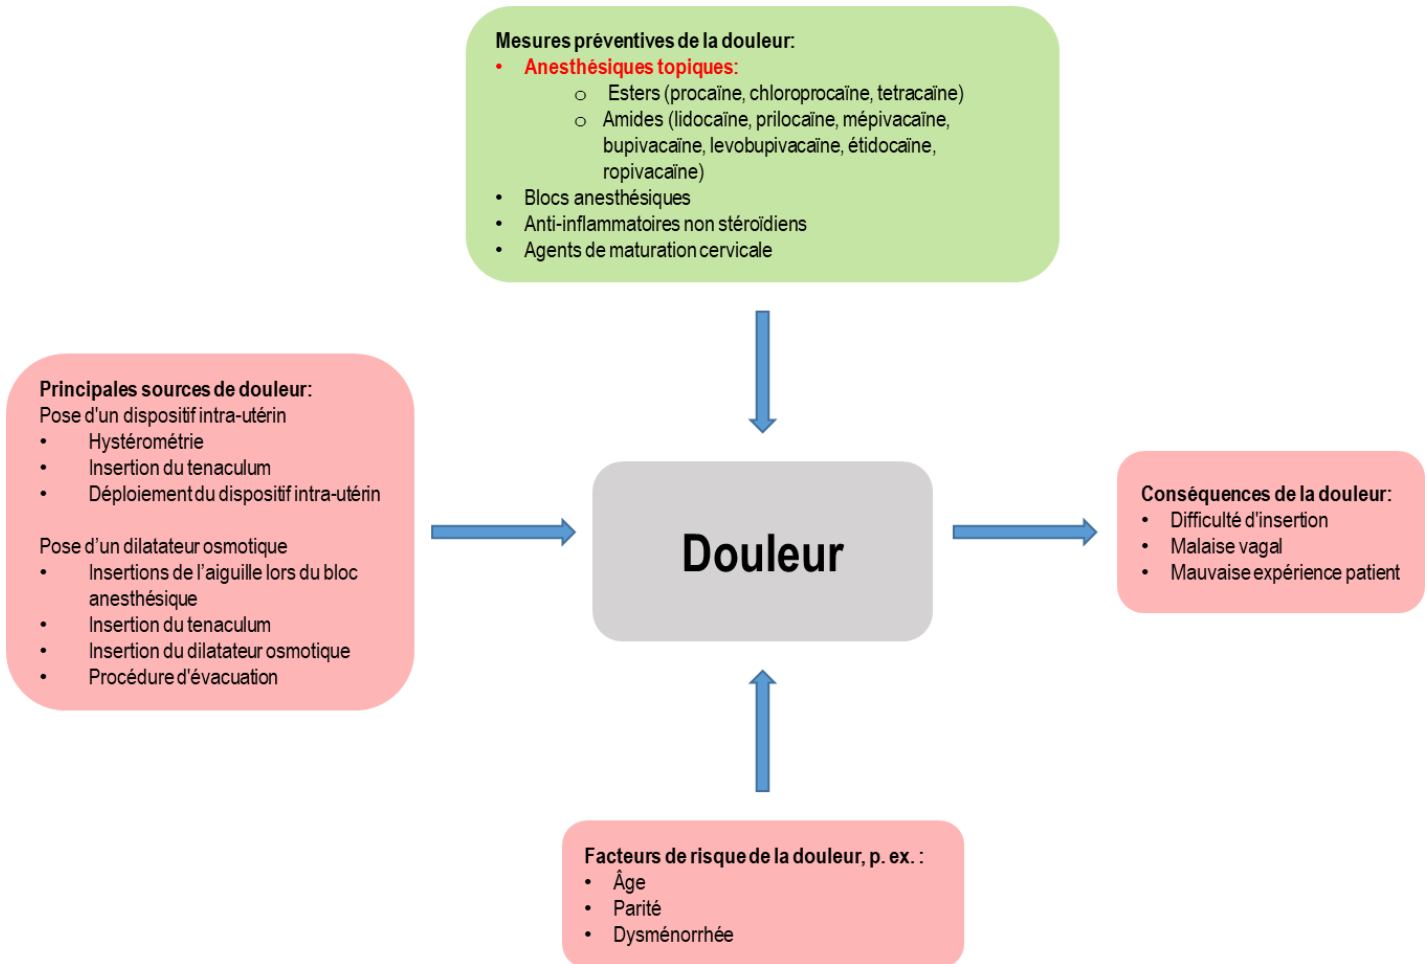 Mesures préventives de la douleur:
• Anesthésiques topiques:
o Esters (procaïne, chloroprocaïne, tetracaïne)
o Amides (lidocaïne, prilocaïne, mépivacaïne,
bupivacaïne, levobupivacaïne, étidocaïne,
ropivacaïne)
• Blocs anesthésiques
• Anti-inflammatoires non stéroïdiens
• Agents de maturation cervicale
Principales sources de douleur:
Pose d'un dispositif intra-utérin
• Hystérométrie
• Insertion du tenaculum
• Déploiement du dispositif intra-utérin
Pose d’un dilatateur osmotique
• Insertions de l’aiguille lors du bloc
anesthésique
• Insertion du tenaculum
• Insertion du dilatateur osmotique
• Procédure d'évacuation
Douleur
Conséquences de la douleur:
• Difficulté d'insertion
• Malaise vagal
• Mauvaise expérience patient
Facteurs de risque de la douleur, p. ex. :
• Âge
• Parité
• Dysménorrhée